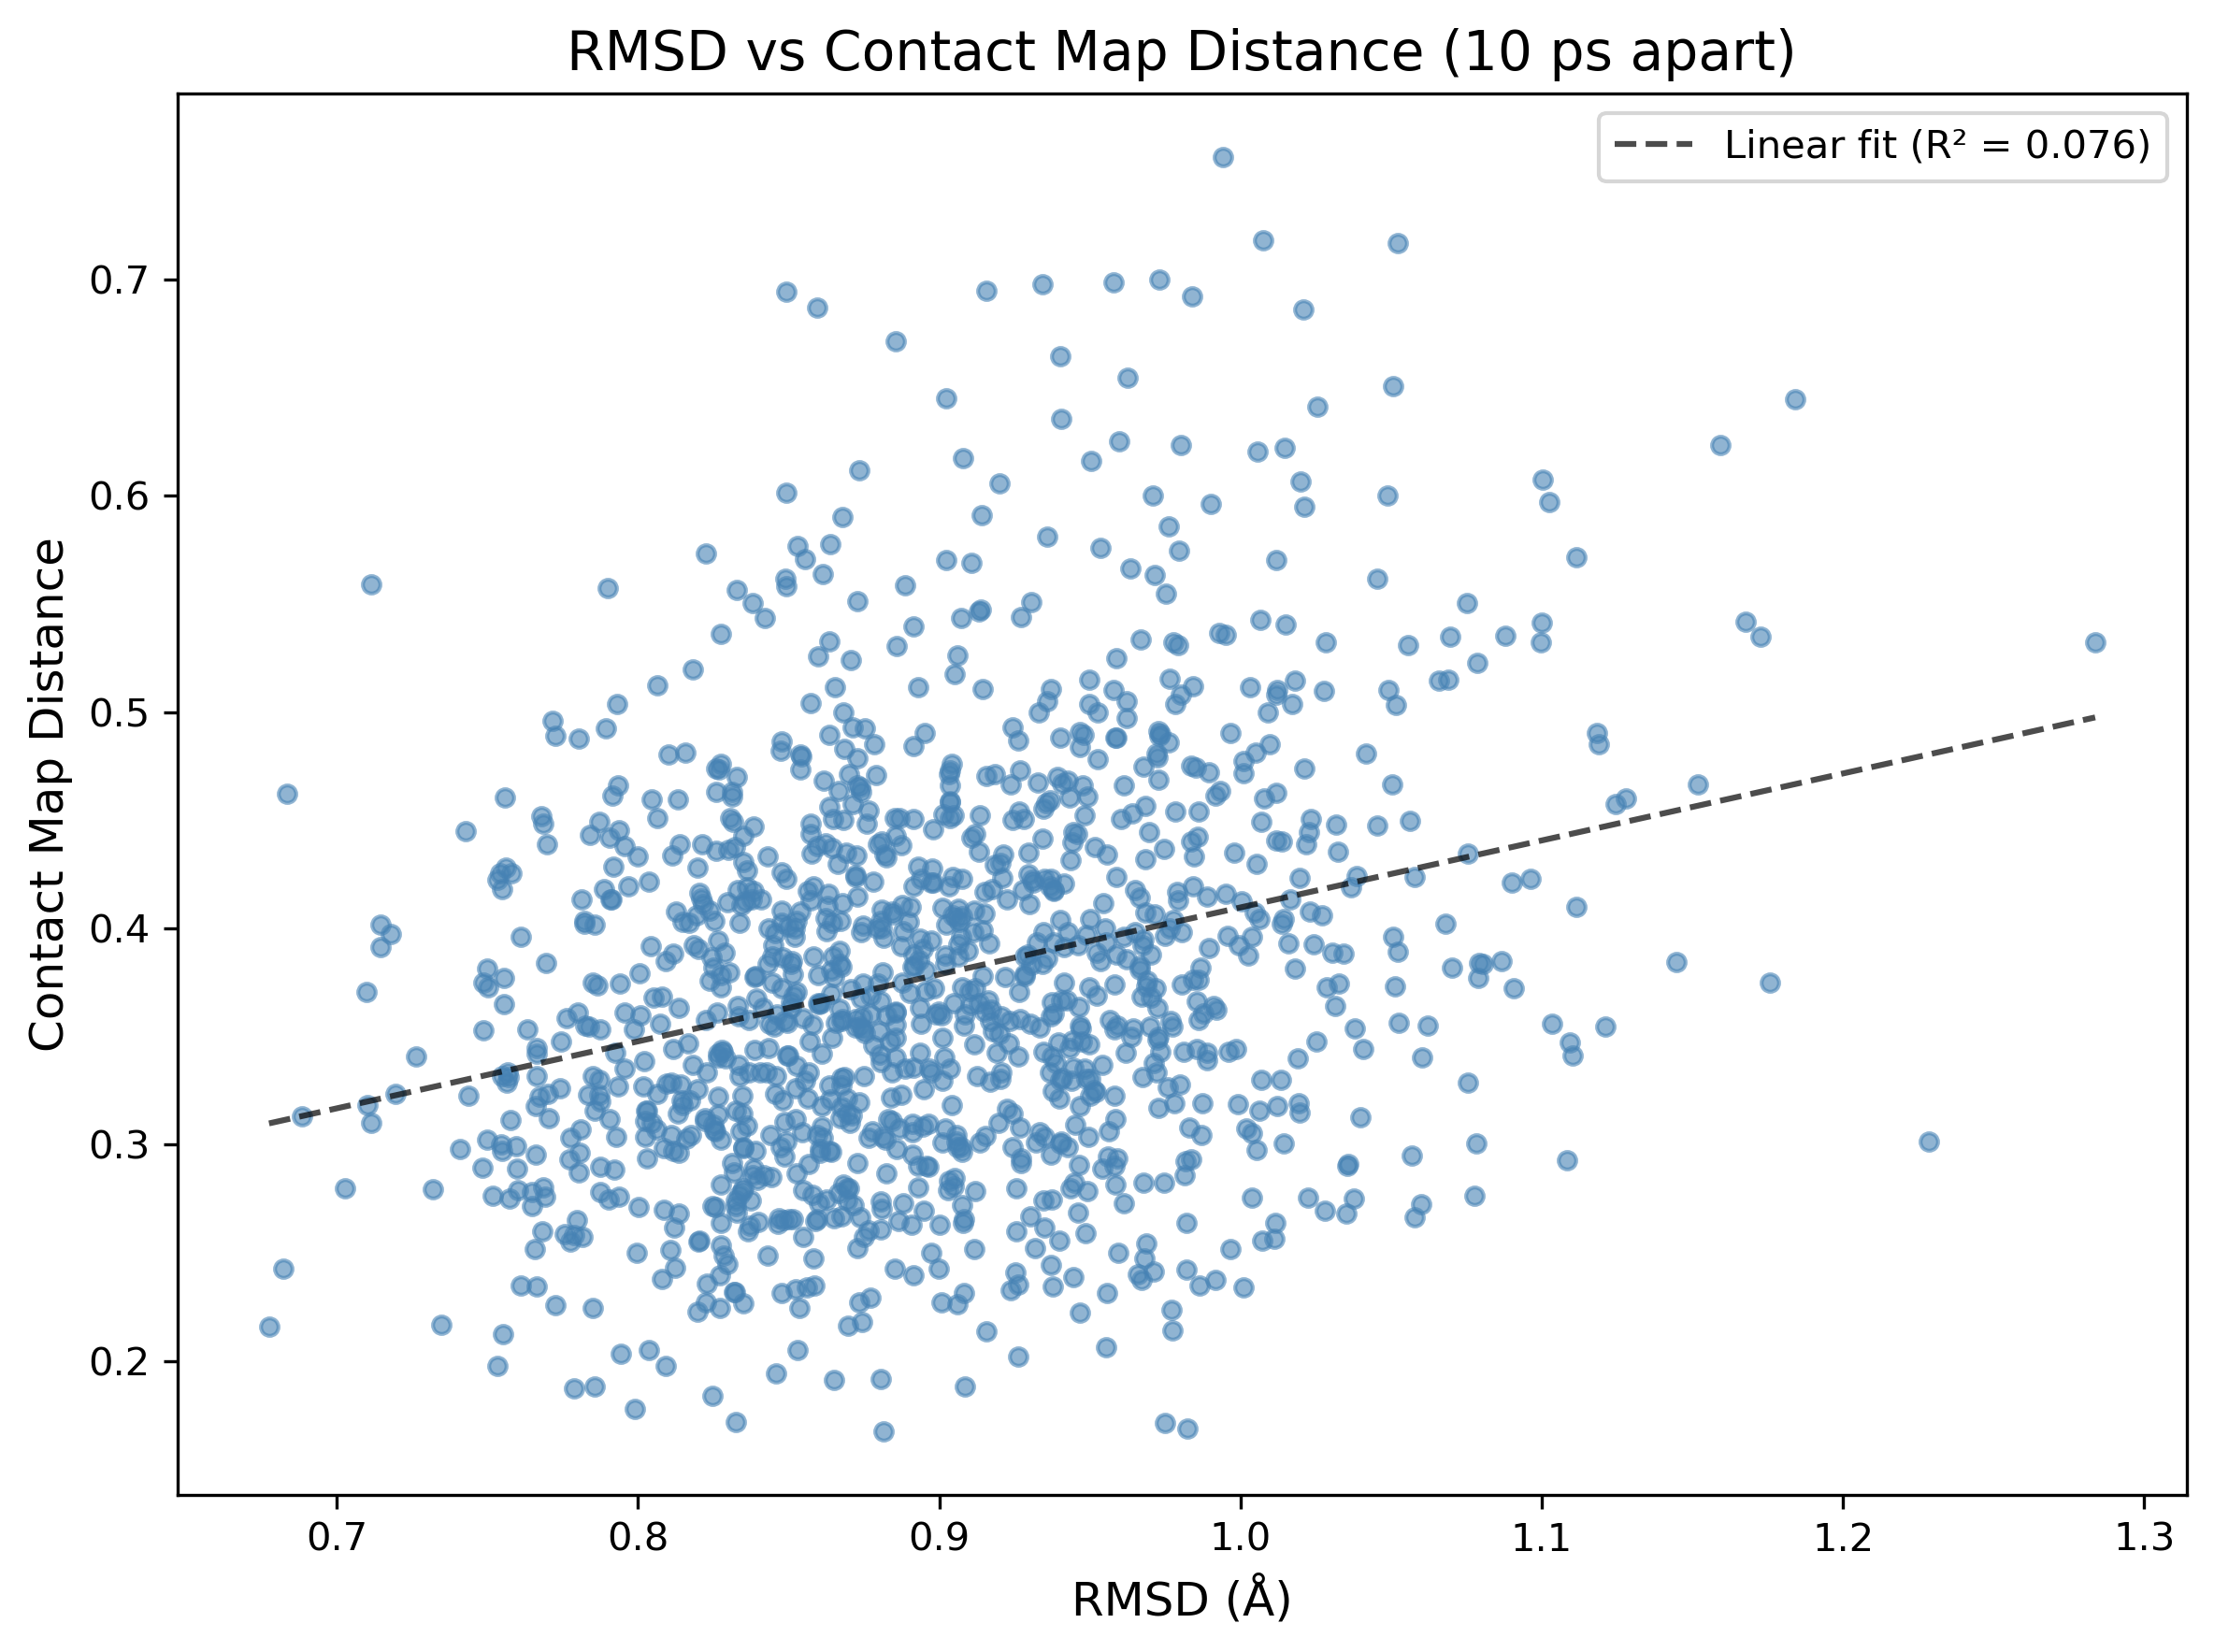 RMSD vs Contact Map Distance (10 ps apart)
Linear fit (R² = 0.076)
Contact Map Distance
0.7
0.6
0.5
0.4
0.3
0.2
0.7 0.8 0.9 1.0 1.1 1.2 1.3
RMSD (Å)